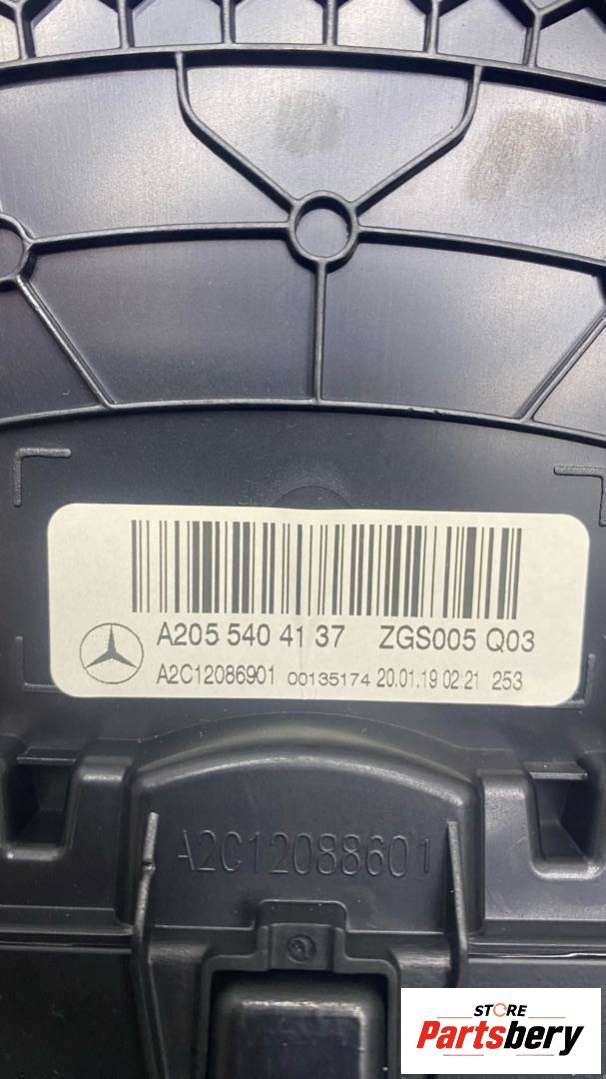 A205 540 41 37 ZGS005 Q03
A2C12086901 00135174 20.01.19 02:21 253
A2C12088601
STORE
Partsbery